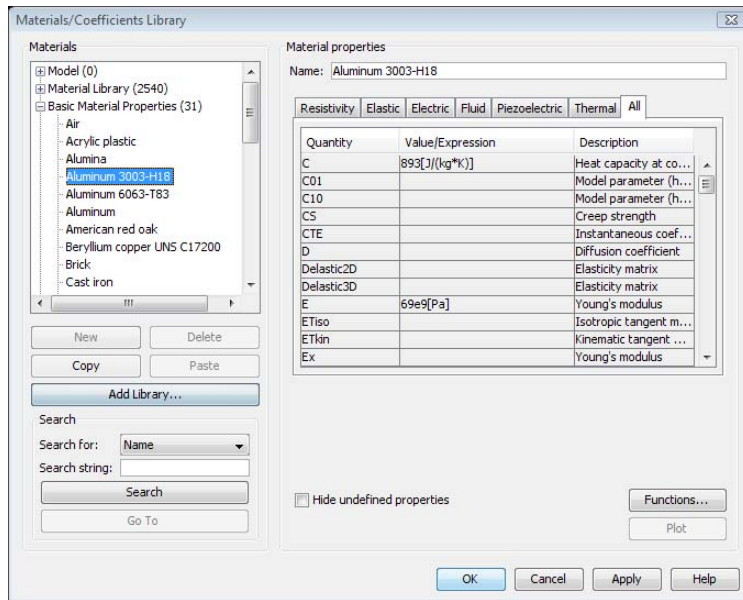 Materials/Coefficients Library
Materials
Model (0)
Material Library (2540)
Basic Material Properties (31)
Air
Acrylic plastic
Alumina
Aluminum 3003-H18
Aluminum 6063-T83
Aluminum
American red oak
Beryllium copper UNS C17200
Brick
Cast iron
New Delete
Copy Paste
Add Library...
Search
Search for: Name
Search string:
Search
Go To
Material properties
Name: Aluminum 3003-H18
Resistivity Elastic Electric Fluid Piezoelectric Thermal All
Quantity Value/Expression Description
C 893[J/(kg*K)] Heat capacity at co...
C01 Model parameter (h...
C10 Model parameter (h...
CS Creep strength
CTE Instantaneous coef...
D Diffusion coefficient
Delastic2D Elasticity matrix
Delastic3D Elasticity matrix
E 69e9[Pa] Young's modulus
ETiso Isotropic tangent m...
ETkin Kinematic tangent ...
Ex Young's modulus
Hide undefined properties
Functions...
Plot
OK Cancel Apply Help